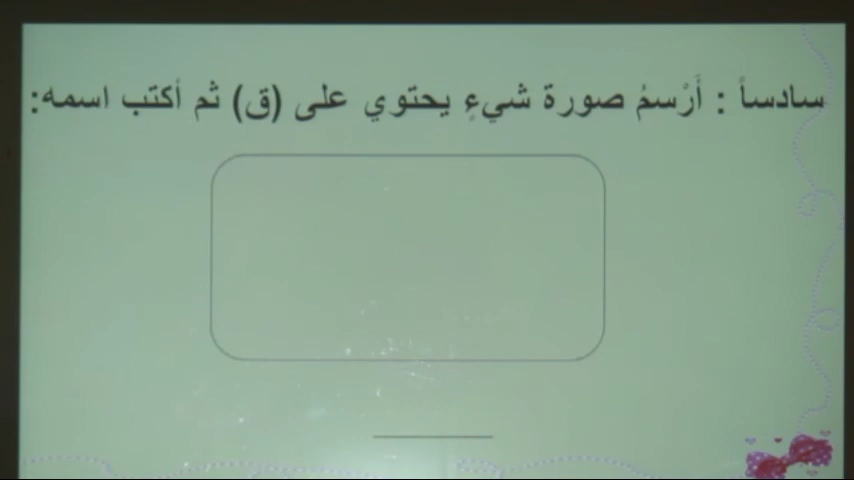 سادساً : أَرْسمُ صورة شيءٍ يحتوي على (ق) ثم أكتب اسمه: